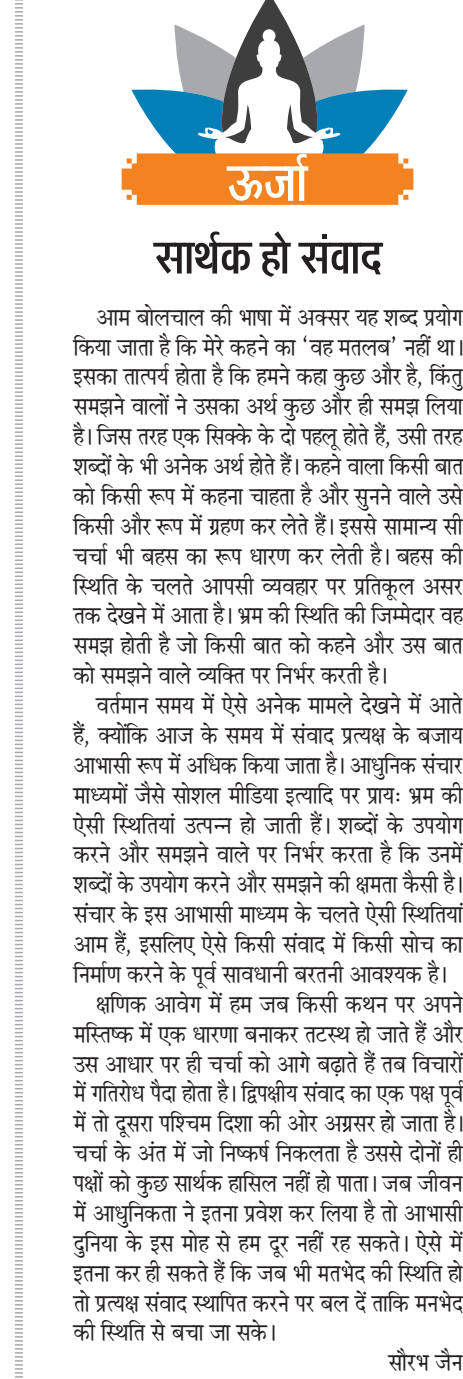 ऊर्जा
सार्थक हो संवाद
आम बोलचाल की भाषा में अक्सर यह शब्द प्रयोग
किया जाता है कि मेरे कहने का ‘वह मतलब’ नहीं था।
इसका तात्पर्य होता है कि हमने कहा कुछ और है, किंतु
समझने वालों ने उसका अर्थ कुछ और ही समझ लिया
है। जिस तरह एक सिक्के के दो पहलू होते हैं, उसी तरह
शब्दों के भी अनेक अर्थ होते हैं। कहने वाला किसी बात
को किसी रूप में कहना चाहता है और सुनने वाले उसे
किसी और रूप में ग्रहण कर लेते हैं। इससे सामान्य सी
चर्चा भी बहस का रूप धारण कर लेती है। बहस की
स्थिति के चलते आपसी व्यवहार पर प्रतिकूल असर
तक देखने में आता है। भ्रम की स्थिति की जिम्मेदार वह
समझ होती है जो किसी बात को कहने और उस बात
को समझने वाले व्यक्ति पर निर्भर करती है।
वर्तमान समय में ऐसे अनेक मामले देखने में आते
हैं, क्योंकि आज के समय में संवाद प्रत्यक्ष के बजाय
आभासी रूप में अधिक किया जाता है। आधुनिक संचार
माध्यमों जैसे सोशल मीडिया इत्यादि पर प्रायः भ्रम की
ऐसी स्थितियां उत्पन्न हो जाती हैं। शब्दों के उपयोग
करने और समझने वाले पर निर्भर करता है कि उनमें
शब्दों के उपयोग करने और समझने की क्षमता कैसी है।
संचार के इस आभासी माध्यम के चलते ऐसी स्थितियां
आम हैं, इसलिए ऐसे किसी संवाद में किसी सोच का
निर्माण करने के पूर्व सावधानी बरतनी आवश्यक है।
क्षणिक आवेग में हम जब किसी कथन पर अपने
मस्तिष्क में एक धारणा बनाकर तटस्थ हो जाते हैं और
उस आधार पर ही चर्चा को आगे बढ़ाते हैं तब विचारों
में गतिरोध पैदा होता है। द्विपक्षीय संवाद का एक पक्ष पूर्व
में तो दूसरा पश्चिम दिशा की ओर अग्रसर हो जाता है।
चर्चा के अंत में जो निष्कर्ष निकलता है उससे दोनों ही
पक्षों को कुछ सार्थक हासिल नहीं हो पाता। जब जीवन
में आधुनिकता ने इतना प्रवेश कर लिया है तो आभासी
दुनिया के इस मोह से हम दूर नहीं रह सकते। ऐसे में
इतना कर ही सकते हैं कि जब भी मतभेद की स्थिति हो
तो प्रत्यक्ष संवाद स्थापित करने पर बल दें ताकि मनभेद
की स्थिति से बचा जा सके।
सौरभ जैन